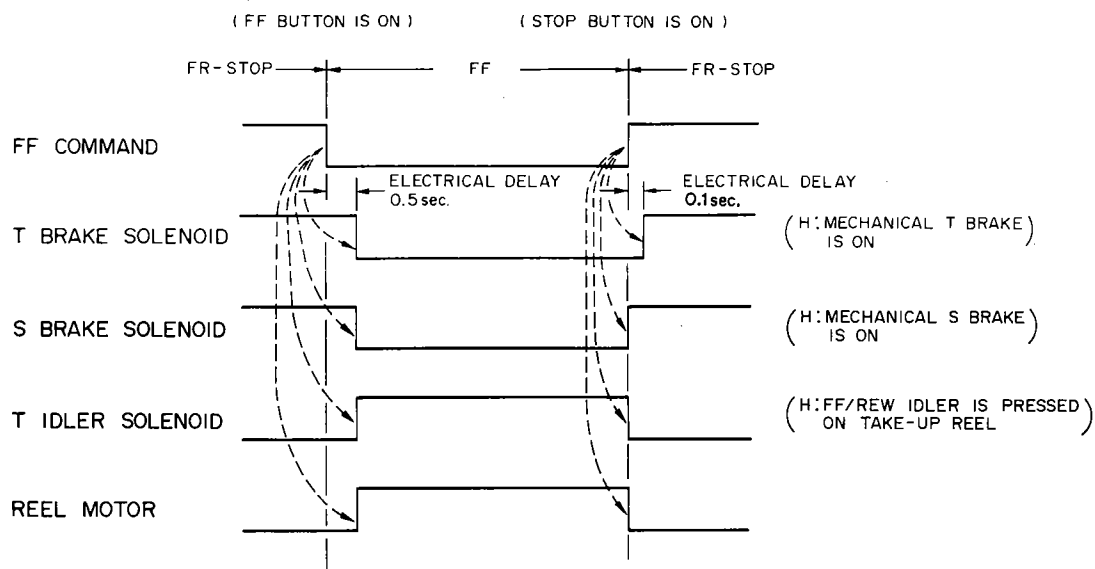 ( FF BUTTON IS ON )
( STOP BUTTON IS ON )
FR-STOP
FF
FR-STOP
FF COMMAND
ELECTRICAL DELAY
0.5 sec.
ELECTRICAL DELAY
0.1 sec.
T BRAKE SOLENOID
(H:MECHANICAL T BRAKE
IS ON)
S BRAKE SOLENOID
(H:MECHANICAL S BRAKE
IS ON)
T IDLER SOLENOID
(H:FF/REW IDLER IS PRESSED
ON TAKE-UP REEL)
REEL MOTOR